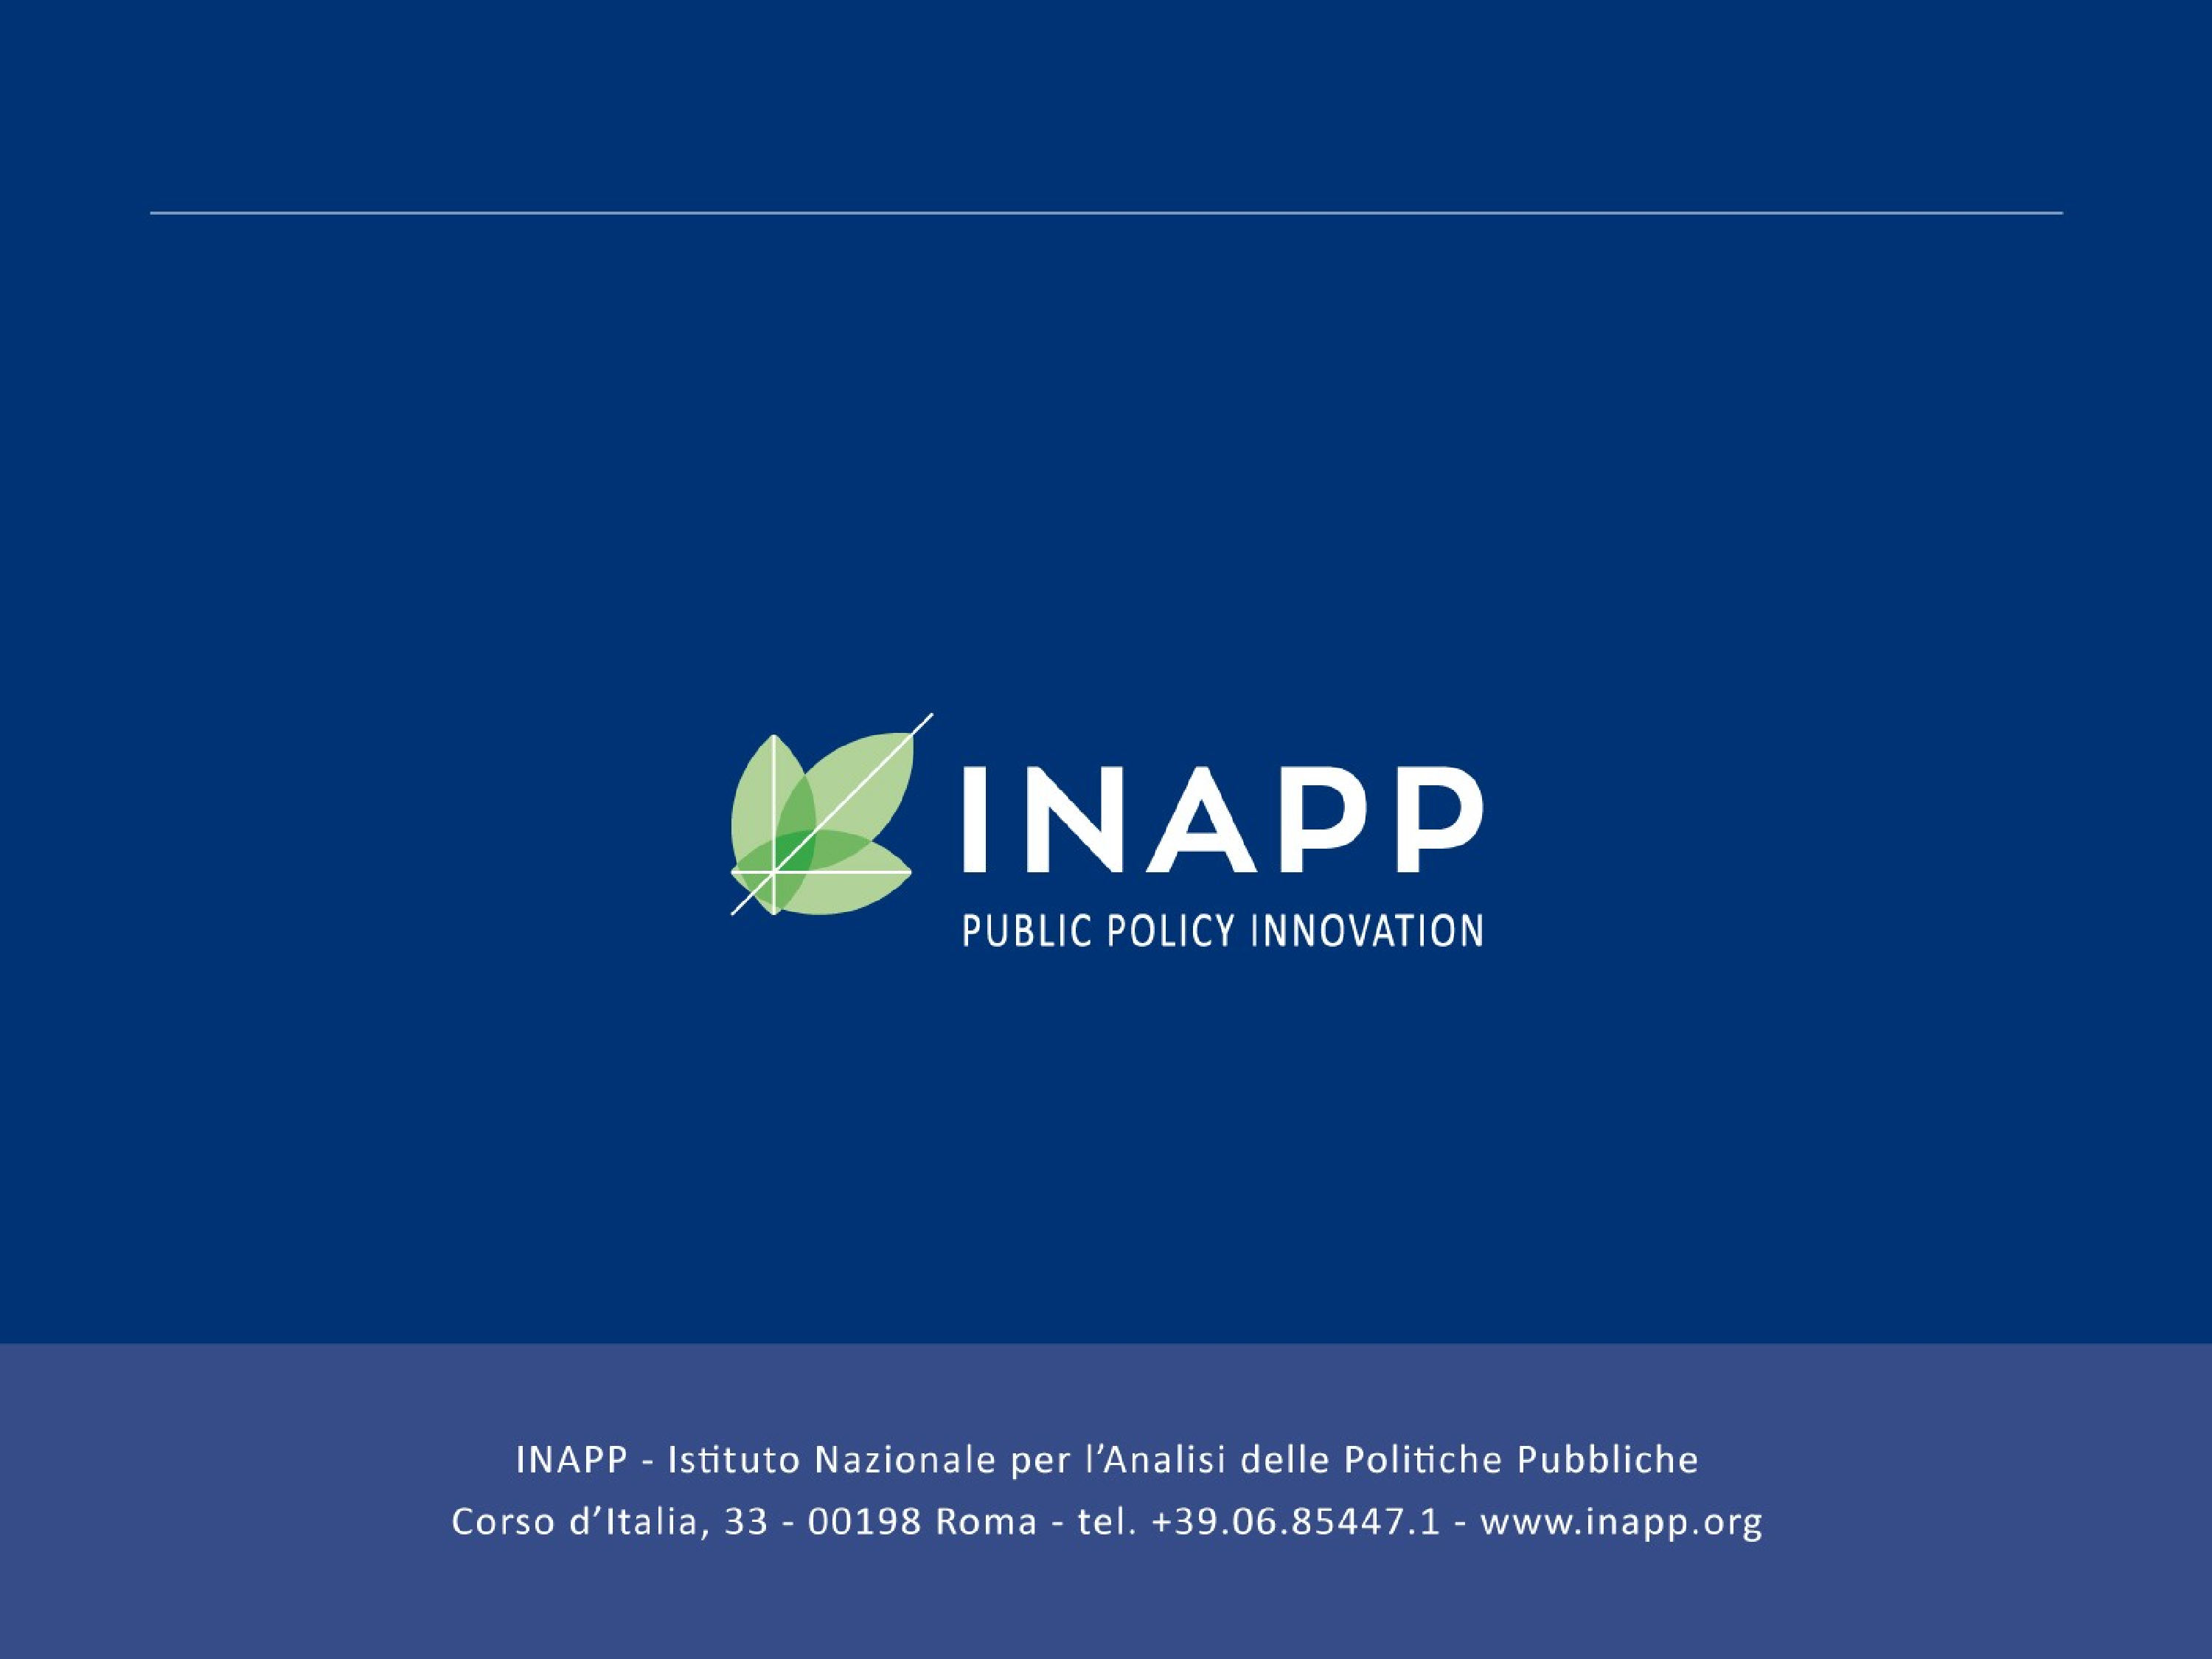 INAPP
PUBLIC POLICY INNOVATION
INAPP - Istituto Nazionale per l’Analisi delle Politiche Pubbliche
Corso d’Italia, 33 - 00198 Roma - tel. +39.06.85447.1 - www.inapp.org